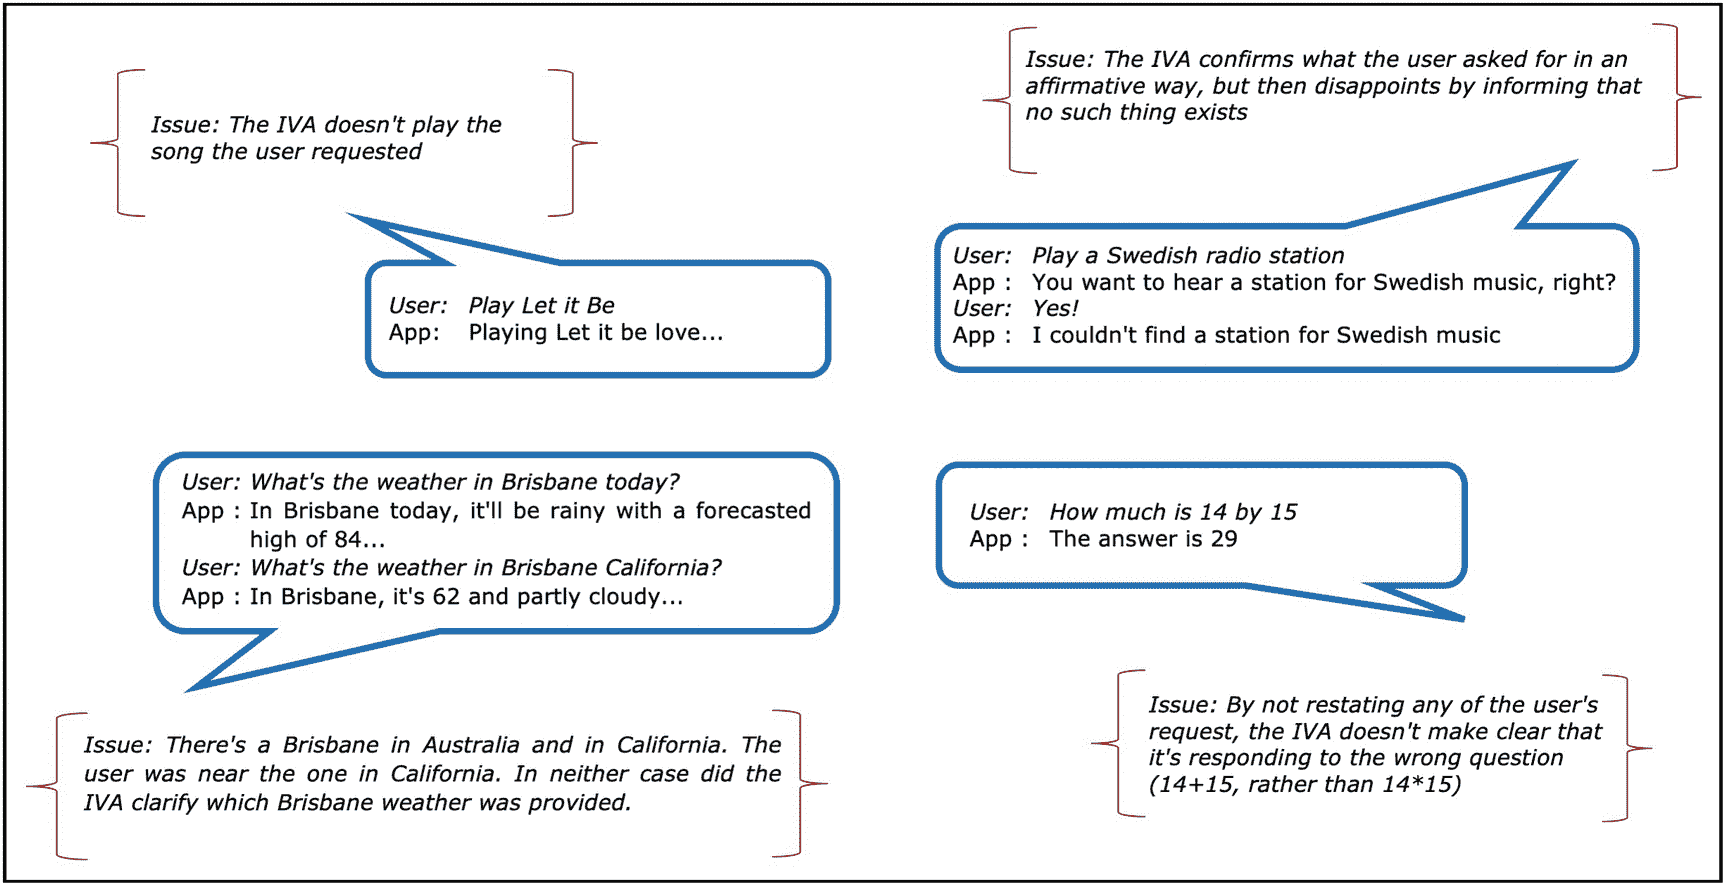 Issue: The IVA doesn't play the
song the user requested
User: Play Let it Be
App: Playing Let it be love...
Issue: The IVA confirms what the user asked for in an
affirmative way, but then disappoints by informing that
no such thing exists
User: Play a Swedish radio station
App : You want to hear a station for Swedish music, right?
User: Yes!
App : I couldn't find a station for Swedish music
User: What's the weather in Brisbane today?
App : In Brisbane today, it'll be rainy with a forecasted
high of 84...
User: What's the weather in Brisbane California?
App : In Brisbane, it's 62 and partly cloudy...
Issue: There's a Brisbane in Australia and in California. The
user was near the one in California. In neither case did the
IVA clarify which Brisbane weather was provided.
User: How much is 14 by 15
App : The answer is 29
Issue: By not restating any of the user's
request, the IVA doesn't make clear that
it's responding to the wrong question
(14+15, rather than 14*15)